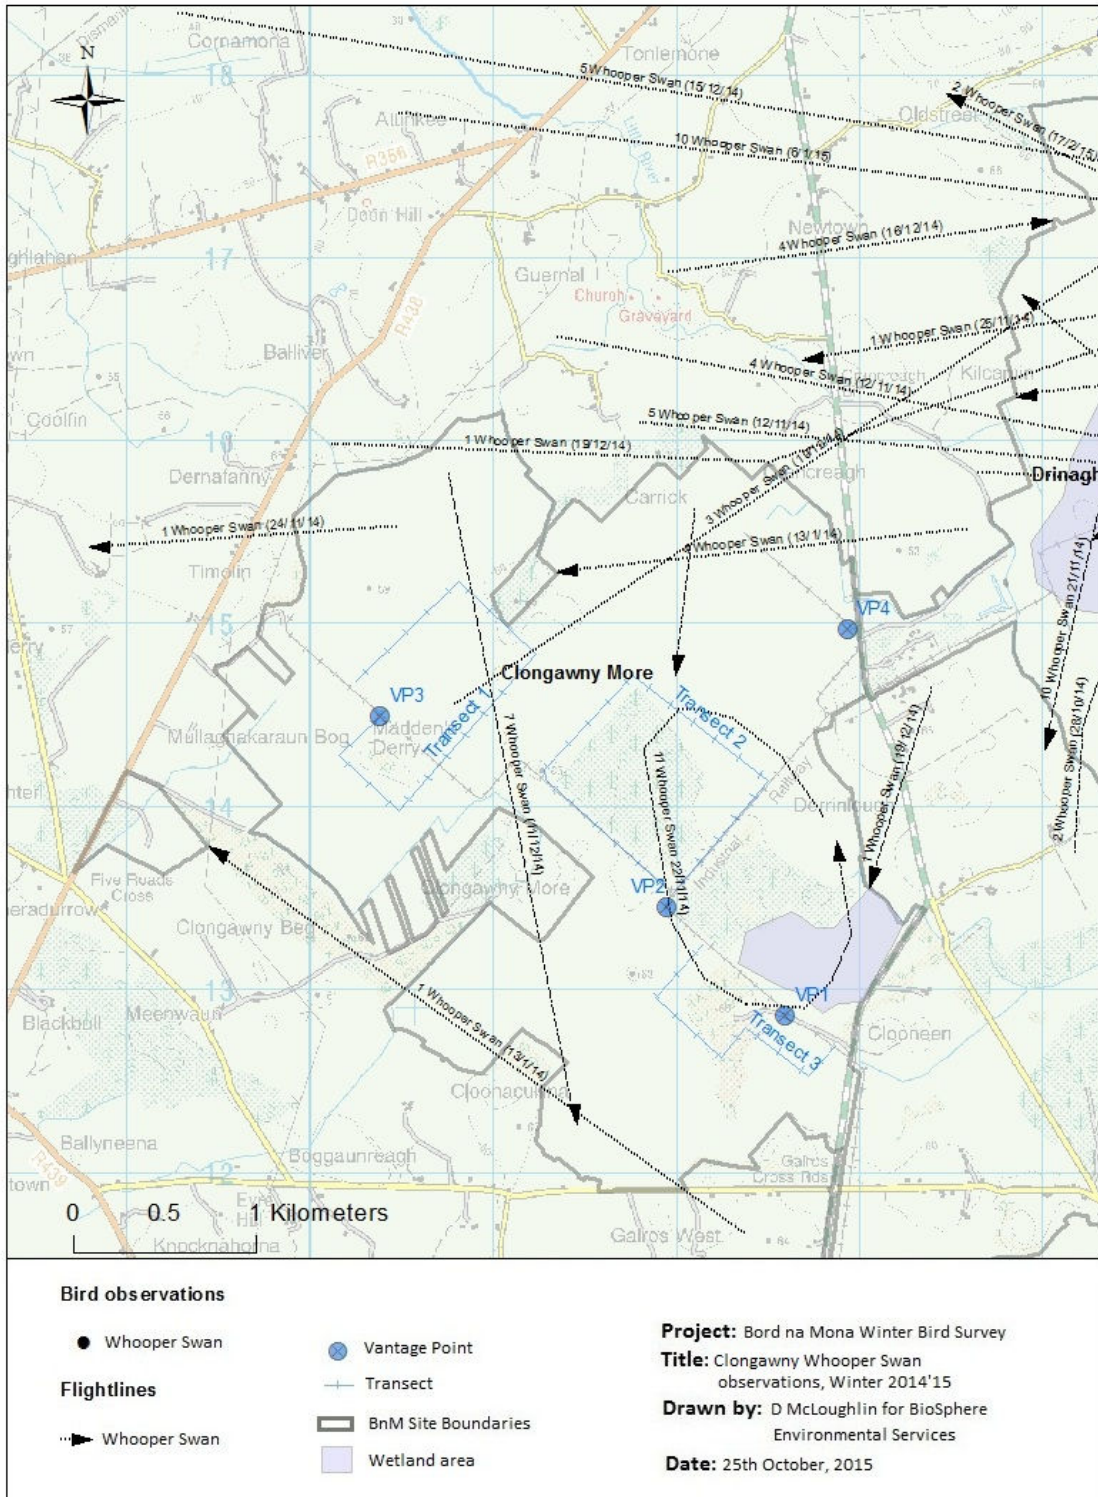 N
Cornamona
Tonlemone
18
5 Whooper Swan (15/12/14)
2 Whooper Swan (17/2/15)
Oldstreet
R356
10 Whooper Swan (6/1/15)
Little River
Doon Hill
Newtown
4 Whooper Swan (16/12/14)
17
Guernal
Church
Graveyard
R438
1 Whooper Swan (25/11/14)
Balliver
4 Whooper Swan (12/11/14)
Coolfin
5 Whooper Swan (12/11/14)
1 Whooper Swan (19/12/14)
Dernafanny
Drinagh
Carrick
3 Whooper Swan
1 Whooper Swan (24/11/14)
Whooper Swan (13/1/14)
Timolin
10 Whooper Swan 21/11/14)
15
VP4
Clongawny More
VP3
Madden's
Derry
Transect 1
Transect 2
Mullaghakaraun Bog
7 Whooper Swan (11/12/14)
11 Whooper Swan 22/11/14)
1 Whooper Swan (19/12/14)
2 Whooper Swan (28/10/14)
14
Industrial Railway
Derrinlough
Five Roads
Cross
Clongawny More
VP2
Clongawny Beg
13
VP1
Blackbull
Meenwaun
Transect 3
Clooneen
1 Whooper Swan (13/1/14)
Ballyneena
Boggaunreagh
12
R439
Galros
Cross Rds
0 0.5 1 Kilometers
Eyre
Hill
Knocknahorna
Galros West
Bird observations
Whooper Swan
Flightlines
Whooper Swan
Vantage Point
Transect
BnM Site Boundaries
Wetland area
Project: Bord na Mona Winter Bird Survey
Title: Clongawny Whooper Swan
observations, Winter 2014'15
Drawn by: D McLoughlin for BioSphere
Environmental Services
Date: 25th October, 2015